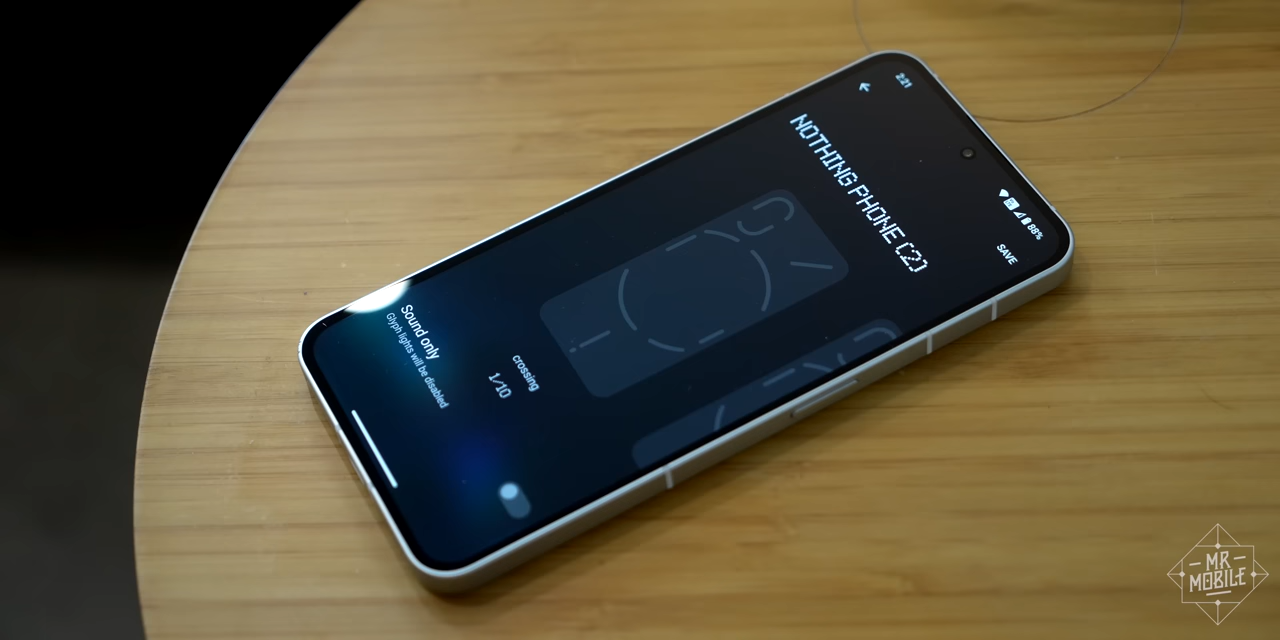 2:21
88%
SAVE
NOTHING PHONE (2)
crossing
1/10
Sound only
Glyph lights will be disabled
MR
MOBILE